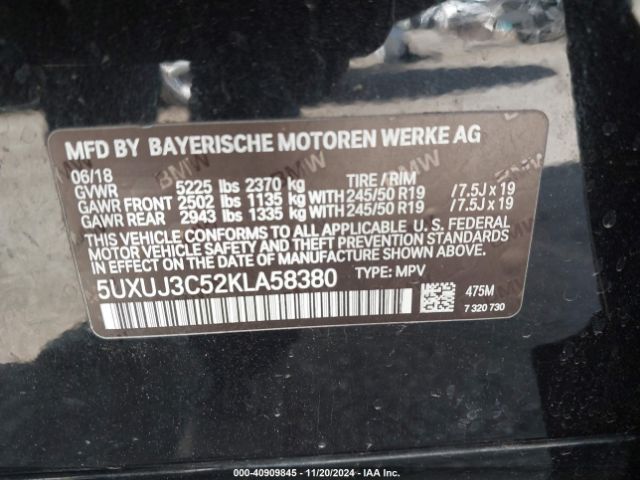 MFD BY BAYERISCHE MOTOREN WERKE AG
06/18
GVWR 5225 lbs 2370 kg TIRE / RIM
GAWR FRONT 2502 lbs 1135 kg WITH 245/50 R19 /7.5J x 19
GAWR REAR 2943 lbs 1335 kg WITH 245/50 R19 /7.5J x 19
THIS VEHICLE CONFORMS TO ALL APPLICABLE U. S. FEDERAL
MOTOR VEHICLE SAFETY AND THEFT PREVENTION STANDARDS
IN EFFECT ON THE DATE OF MANUFACTURE SHOWN ABOVE.
5UXUJ3C52KLA58380 TYPE: MPV
475M
7 320 730
000-40909845 - 11/20/2024 - IAA Inc.